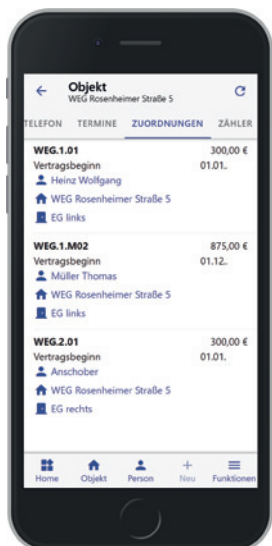 Objekt
WEG Rosenheimer Straße 5
TELEFON TERMINE ZUORDNUNGEN ZÄHLER
WEG.1.01 300,00 €
Vertragsbeginn 01.01..
Heinz Wolfgang
WEG Rosenheimer Straße 5
EG links
WEG.1.M02 875,00 €
Vertragsbeginn 01.12..
Müller Thomas
WEG Rosenheimer Straße 5
EG links
WEG.2.01 300,00 €
Vertragsbeginn 01.01..
Anschober
WEG Rosenheimer Straße 5
EG rechts
Home Objekt Person Neu Funktionen